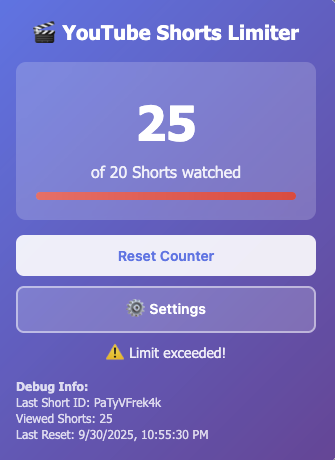 🎬 YouTube Shorts Limiter
25
of 20 Shorts watched
Reset Counter
⚙️ Settings
⚠️ Limit exceeded!
Debug Info:
Last Short ID: PaTyVFrek4k
Viewed Shorts: 25
Last Reset: 9/30/2025, 10:55:30 PM